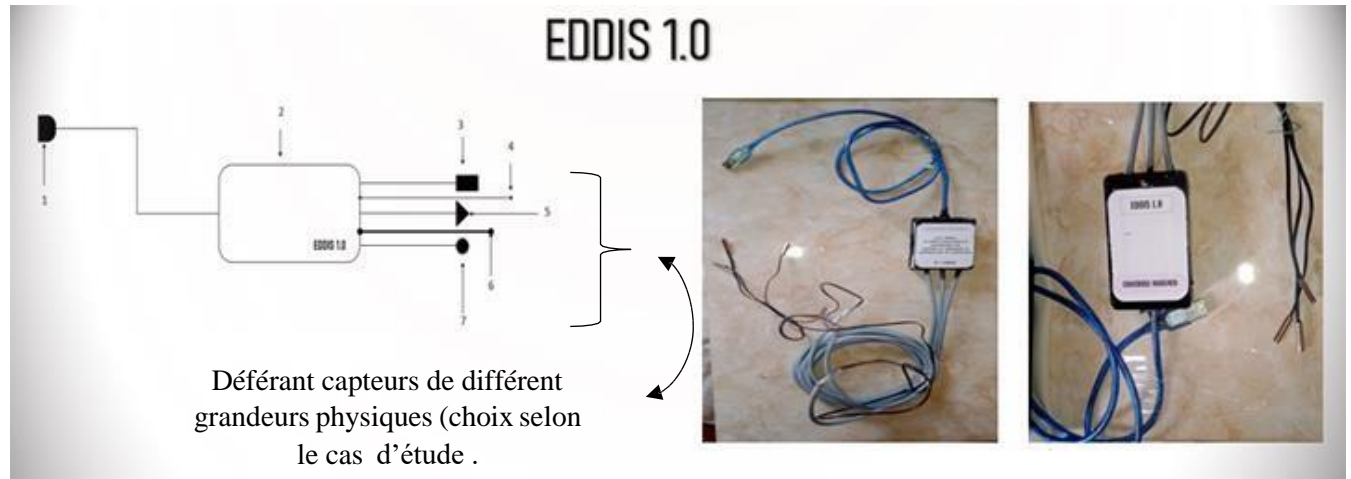 EDDIS 1.0
1
2
3
4
5
6
7
EDDIS 1.0
Déférant capteurs de différent
grandeurs physiques (choix selon
le cas d’étude .
EDDIS 1.0